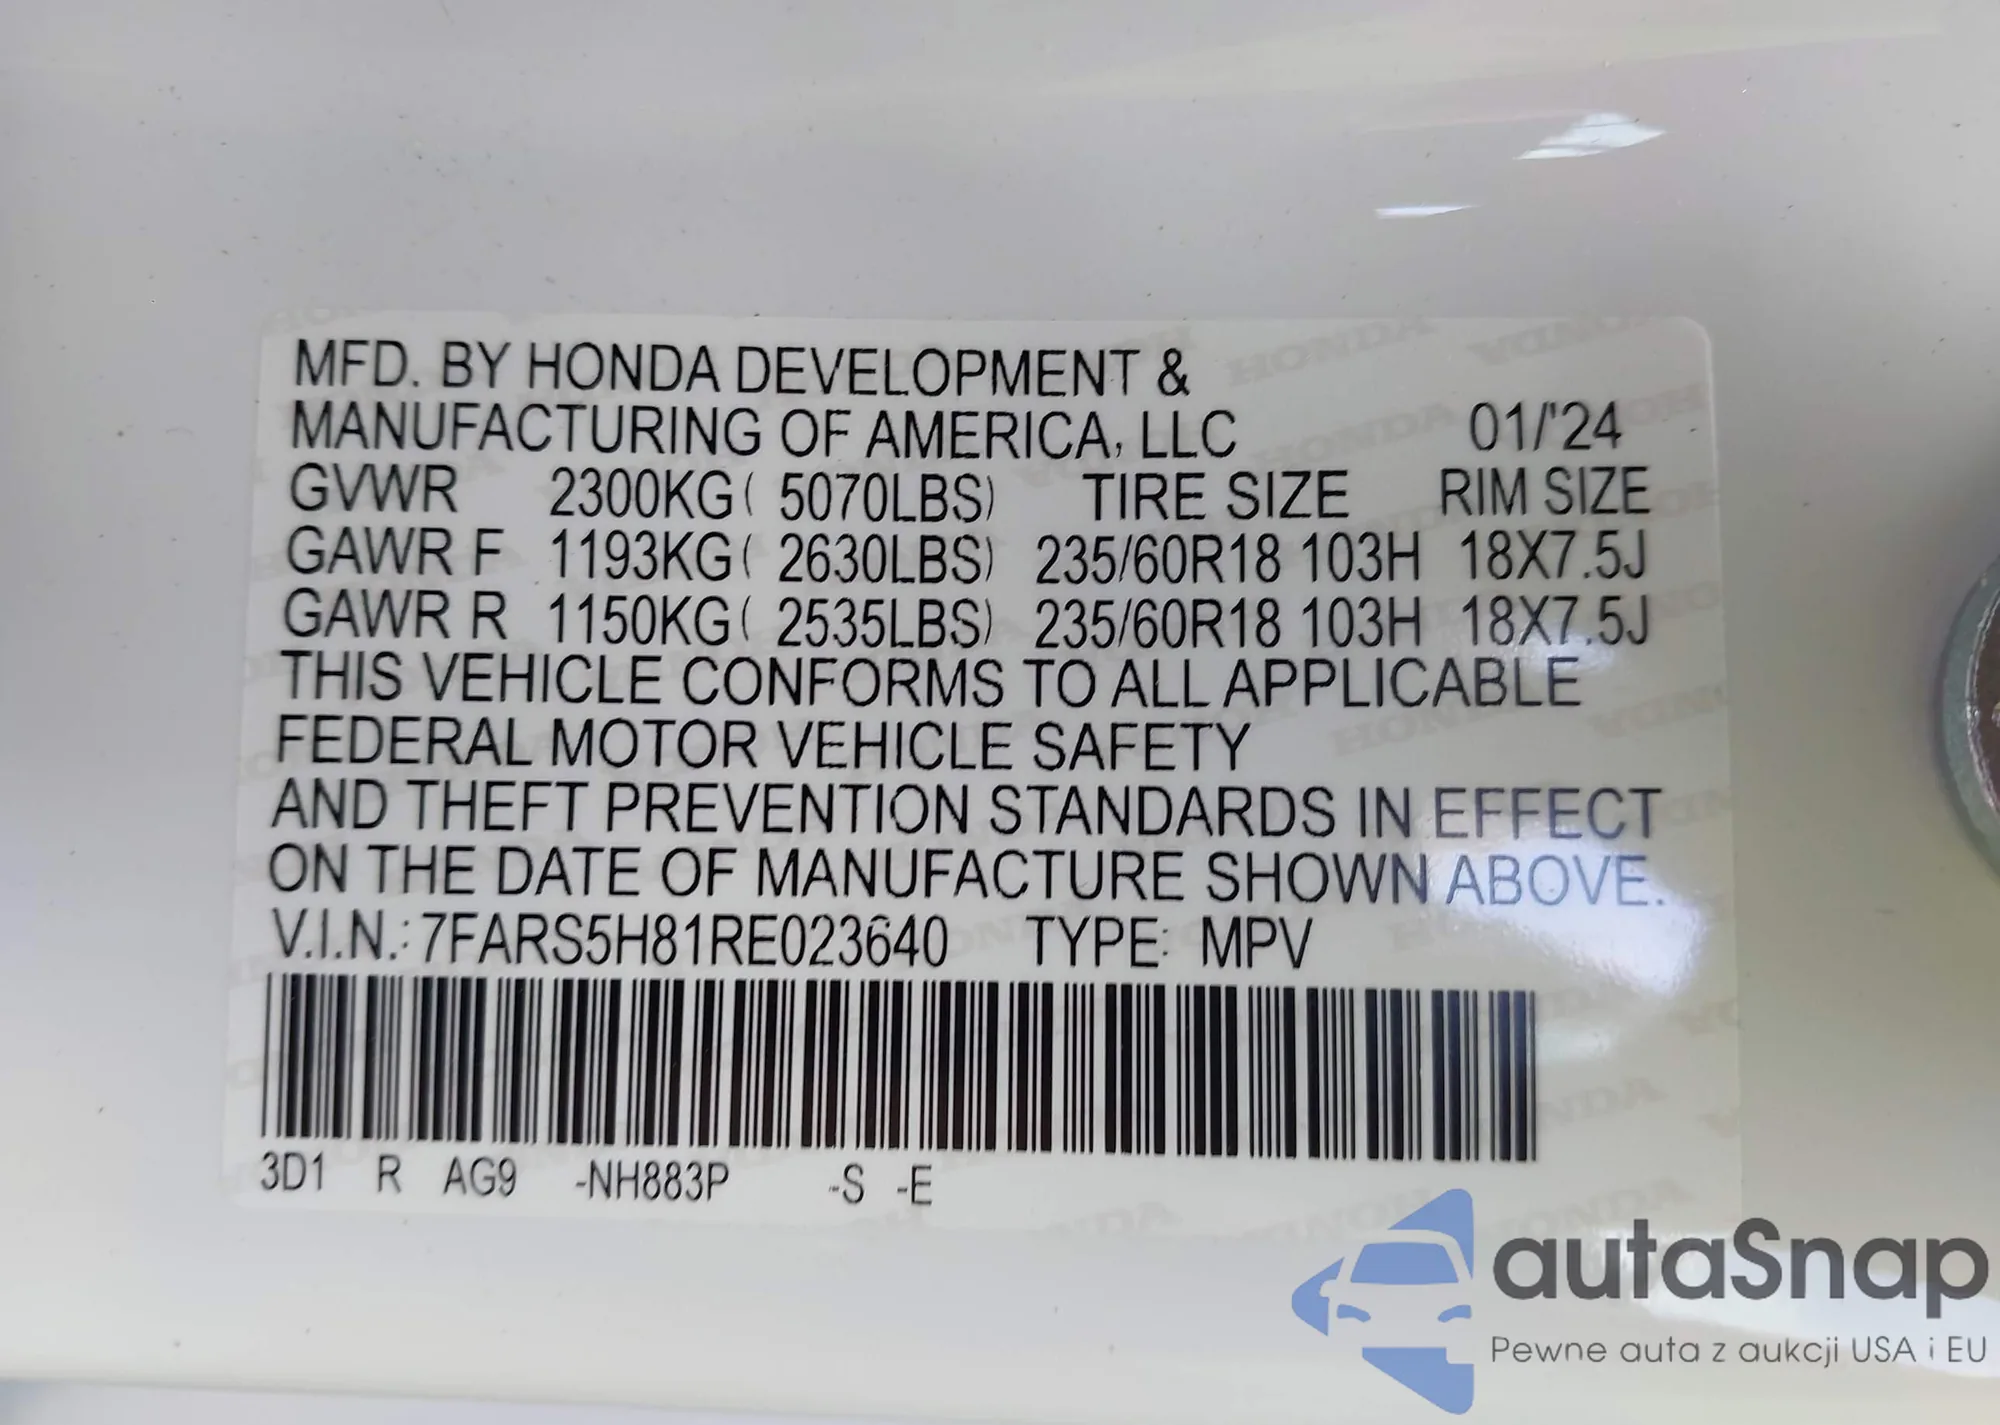 MFD. BY HONDA DEVELOPMENT &
MANUFACTURING OF AMERICA, LLC 01/'24
GVWR 2300KG( 5070LBS) TIRE SIZE RIM SIZE
GAWR F 1193KG( 2630LBS) 235/60R18 103H 18X7.5J
GAWR R 1150KG( 2535LBS) 235/60R18 103H 18X7.5J
THIS VEHICLE CONFORMS TO ALL APPLICABLE
FEDERAL MOTOR VEHICLE SAFETY
AND THEFT PREVENTION STANDARDS IN EFFECT
ON THE DATE OF MANUFACTURE SHOWN ABOVE.
V.I.N.: 7FARS5H81RE023640 TYPE: MPV
3D1 R AG9 -NH883P -S -E
autaSnap
Pewne auta z aukcji USA i EU